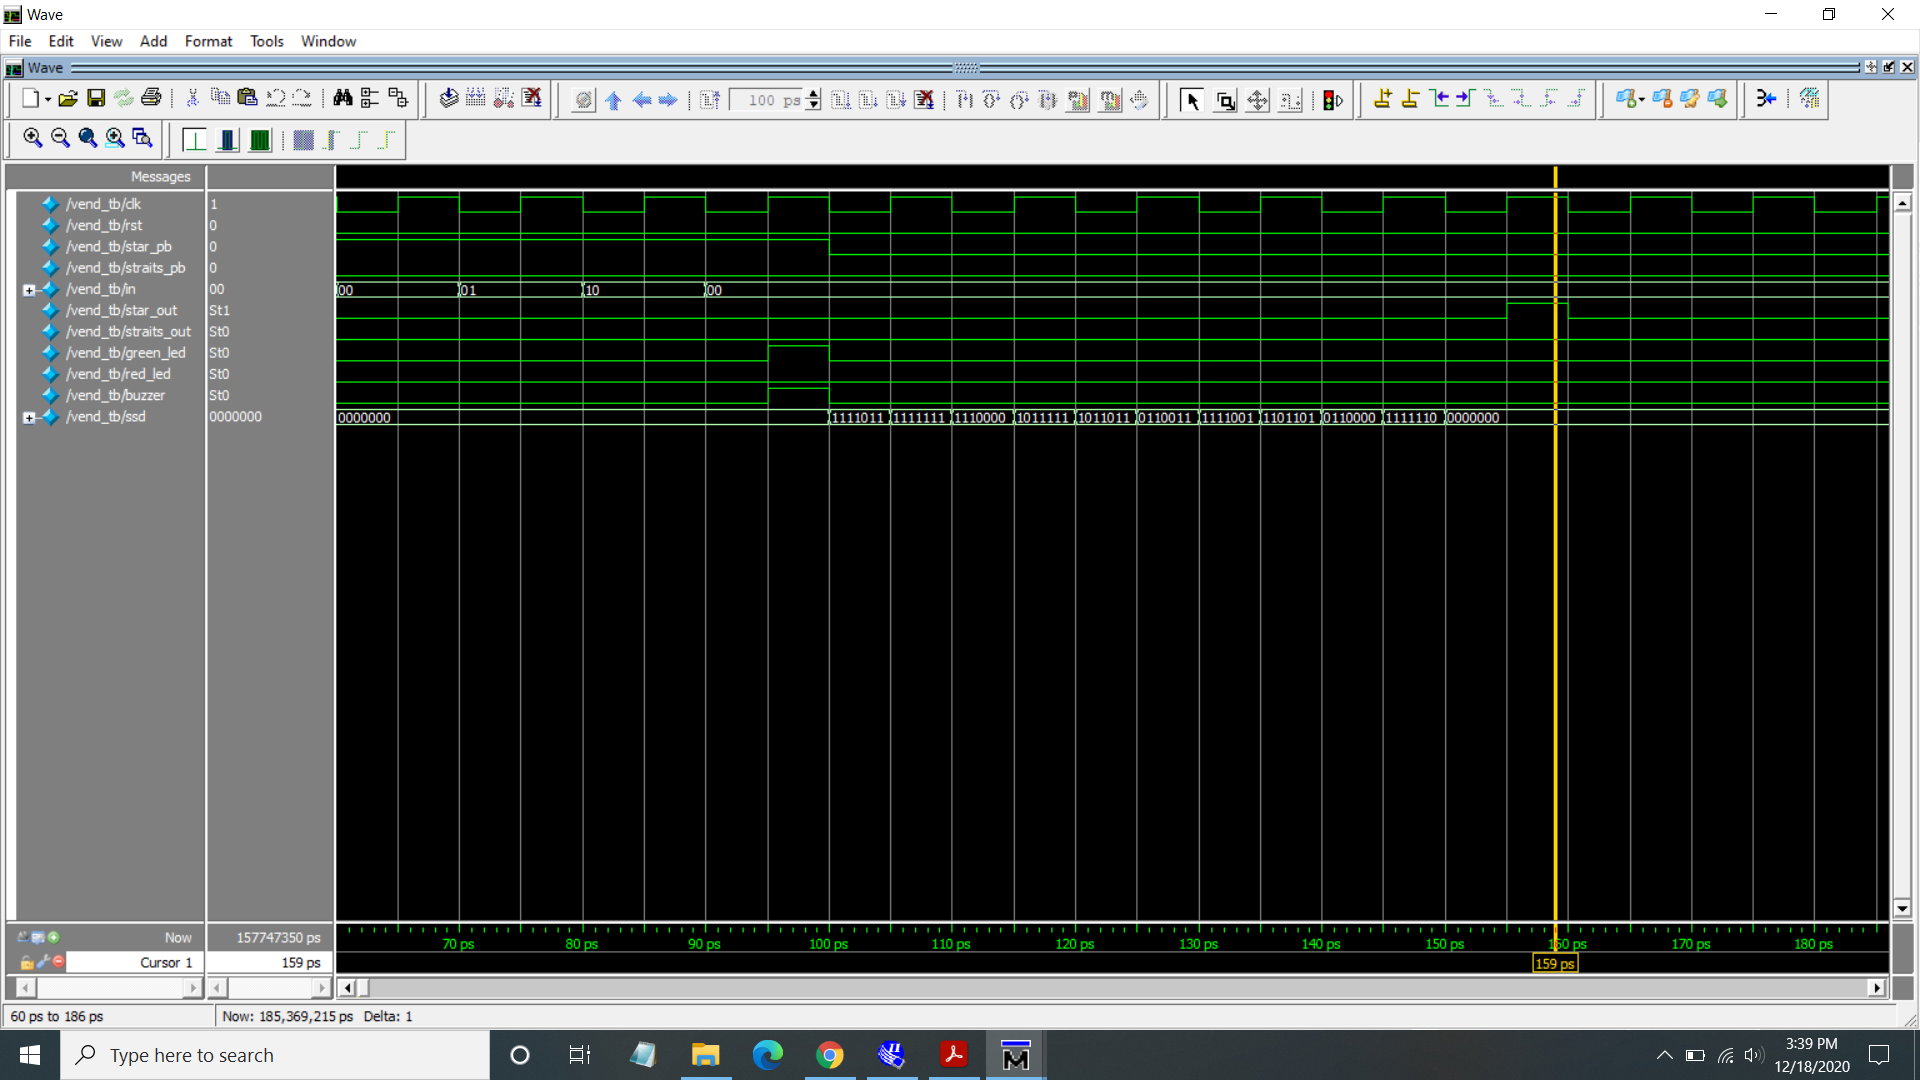 Wave
File Edit View Add Format Tools Window
Wave
100 ps
Messages
/vend_tb/clk 1
/vend_tb/rst 0
/vend_tb/star_pb 0
/vend_tb/straits_pb 0
/vend_tb/in 00 00 01 10 00
/vend_tb/star_out St1
/vend_tb/straits_out St0
/vend_tb/green_led St0
/vend_tb/red_led St0
/vend_tb/buzzer St0
/vend_tb/ssd 0000000 0000000 1111011 1111111 1110000 1011111 1011011 0110011 1111001 1101101 0110000 1111110 0000000
Now 157747350 ps 70 ps 80 ps 90 ps 100 ps 110 ps 120 ps 130 ps 140 ps 150 ps 160 ps 170 ps 180 ps
Cursor 1 159 ps 159 ps
60 ps to 186 ps Now: 185,369,215 ps Delta: 1
Type here to search
3:39 PM
12/18/2020